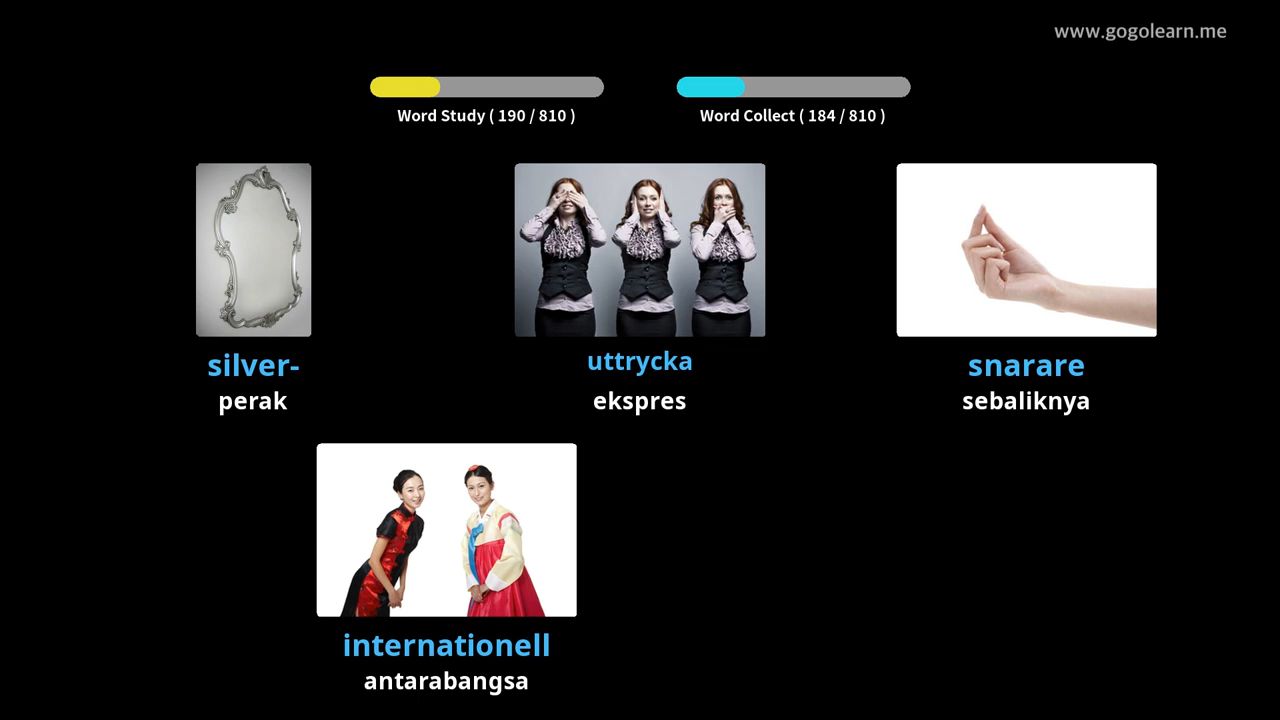 www.gogolearn.me
Word Study ( 190 / 810 )
Word Collect ( 184 / 810 )
silver-
perak
uttrycka
ekspres
snarare
sebaliknya
internationell
antarabangsa